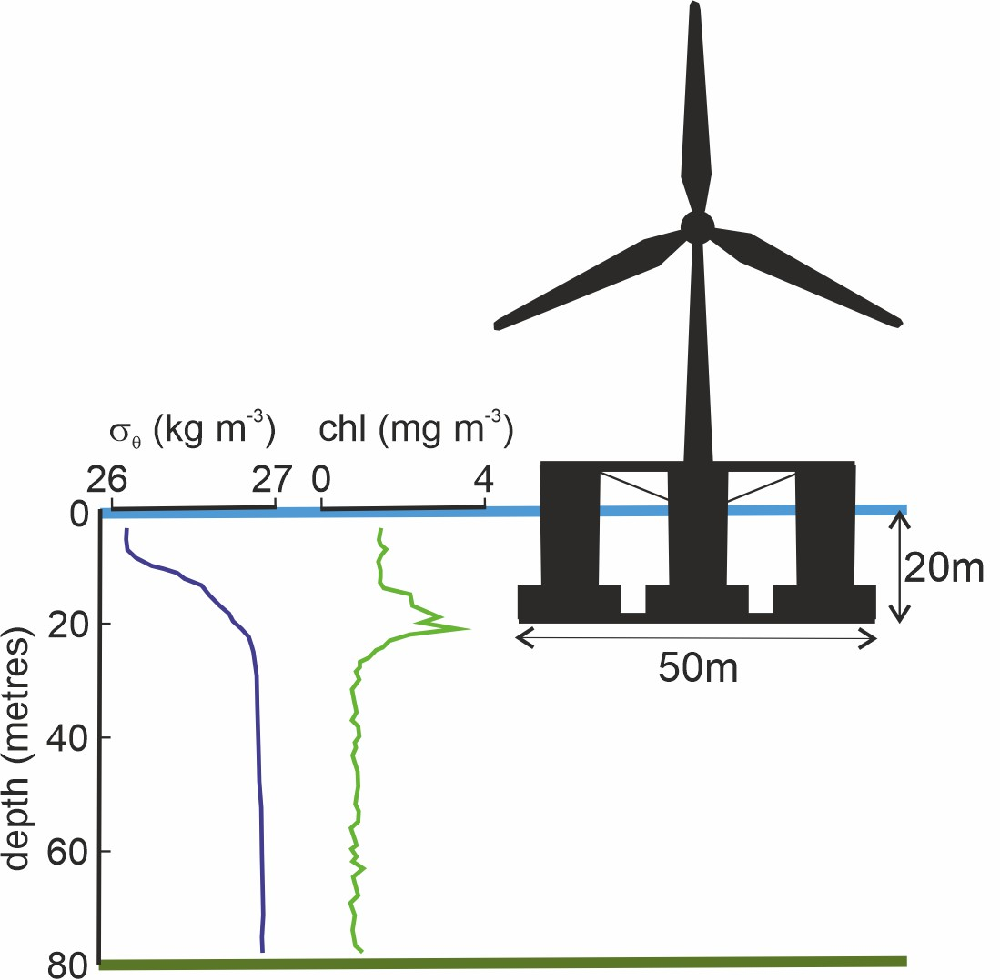 σθ (kg m-3)
chl (mg m-3)
26
27
0
4
0
20
40
60
80
depth (metres)
20m
50m